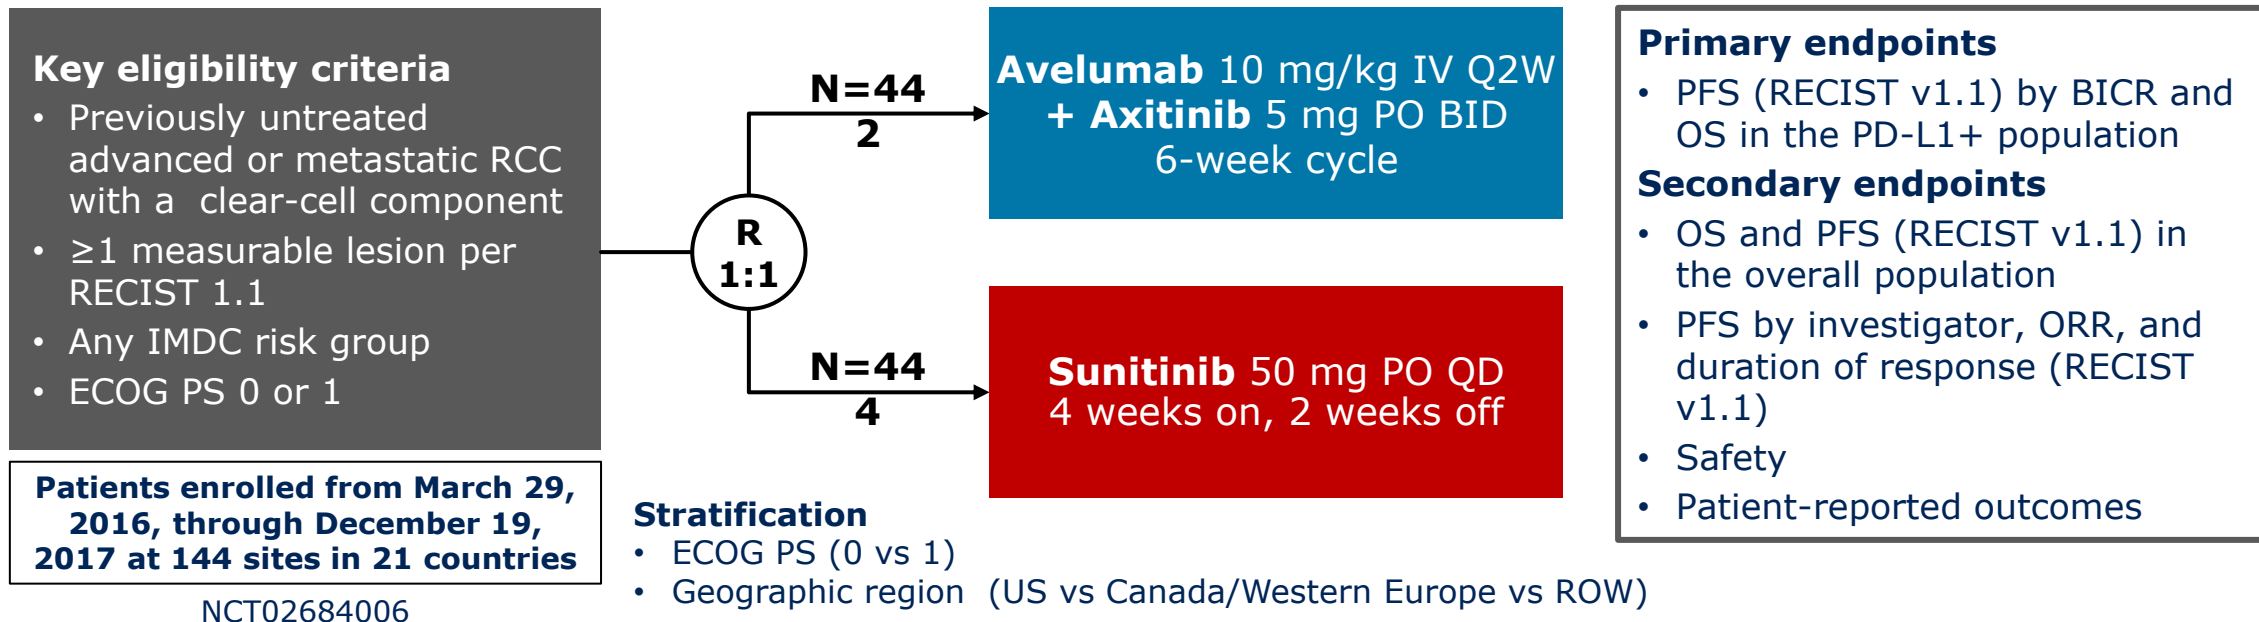 Key eligibility criteria
• Previously untreated
advanced or metastatic RCC
with a clear-cell component
• ≥1 measurable lesion per
RECIST 1.1
• Any IMDC risk group
• ECOG PS 0 or 1
Patients enrolled from March 29,
2016, through December 19,
2017 at 144 sites in 21 countries
NCT02684006
R
1:1
N=44
2
N=44
4
Avelumab 10 mg/kg IV Q2W
+ Axitinib 5 mg PO BID
6-week cycle
Sunitinib 50 mg PO QD
4 weeks on, 2 weeks off
Stratification
• ECOG PS (0 vs 1)
• Geographic region (US vs Canada/Western Europe vs ROW)
Primary endpoints
• PFS (RECIST v1.1) by BICR and
OS in the PD-L1+ population
Secondary endpoints
• OS and PFS (RECIST v1.1) in
the overall population
• PFS by investigator, ORR, and
duration of response (RECIST
v1.1)
• Safety
• Patient-reported outcomes